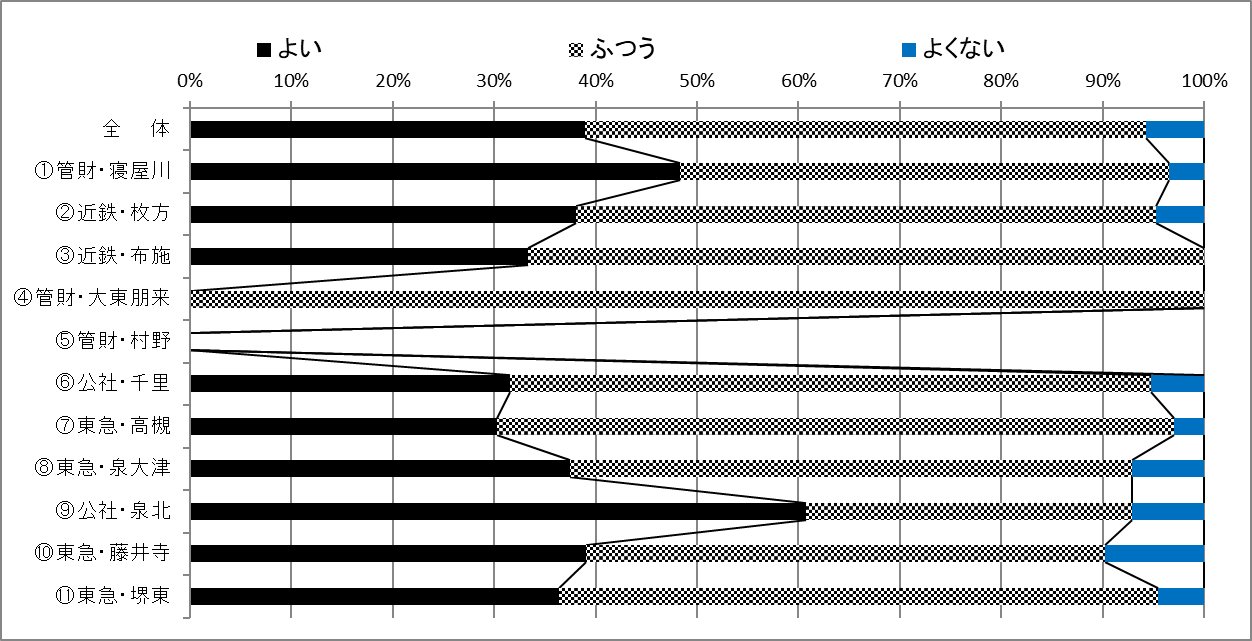 よい ふつう よくない
0% 10% 20% 30% 40% 50% 60% 70% 80% 90% 100%
全　体
①管財・寝屋川
②近鉄・枚方
③近鉄・布施
④管財・大東朋来
⑤管財・村野
⑥公社・千里
⑦東急・高槻
⑧東急・泉大津
⑨公社・泉北
⑩東急・藤井寺
⑪東急・堺東